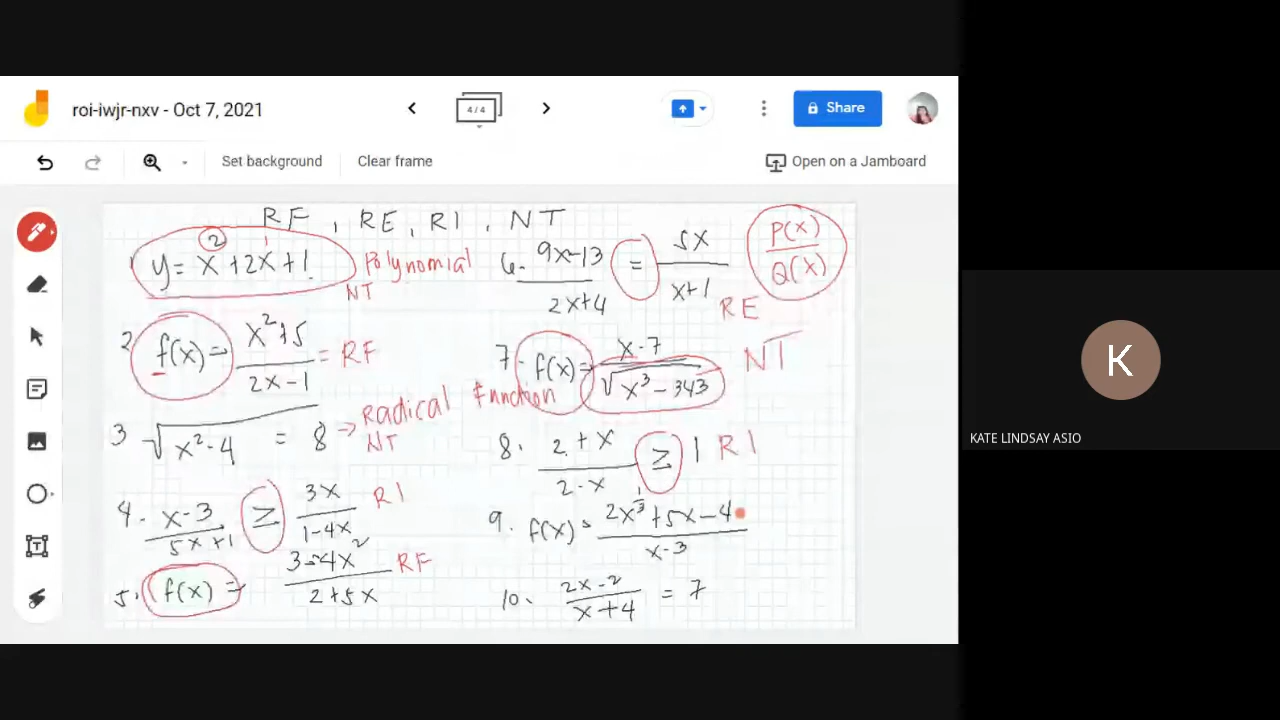 roi-iwjr-nxv - Oct 7, 2021
4/4
Share
Set background
Clear frame
Open on a Jamboard
RF, RE, RI, NT
y = x² + 2x + 1 Polynomial
NT
2 f(x) = x² + 5 / 2x - 1 = RF
3 √(x² - 4) = 8 → Radical Function
NT
4. x - 3 / 5x + 1 ≥ 3x / 1 - 4x RI
5. f(x) = 3 - 4x² / 2 + 5x RF
6. 9x - 13 / 2x + 4 = 5x / x + 1 RE
P(x) / Q(x)
7. f(x) = x - 7 / √(x³ - 343) NT
8. 2 + x / 2 - x ≥ 1 RI
9. f(x) = 2x^(1/3) + 5x - 4 / x - 3
10. 2x - 2 / x + 4 = 7
K
KATE LINDSAY ASIO